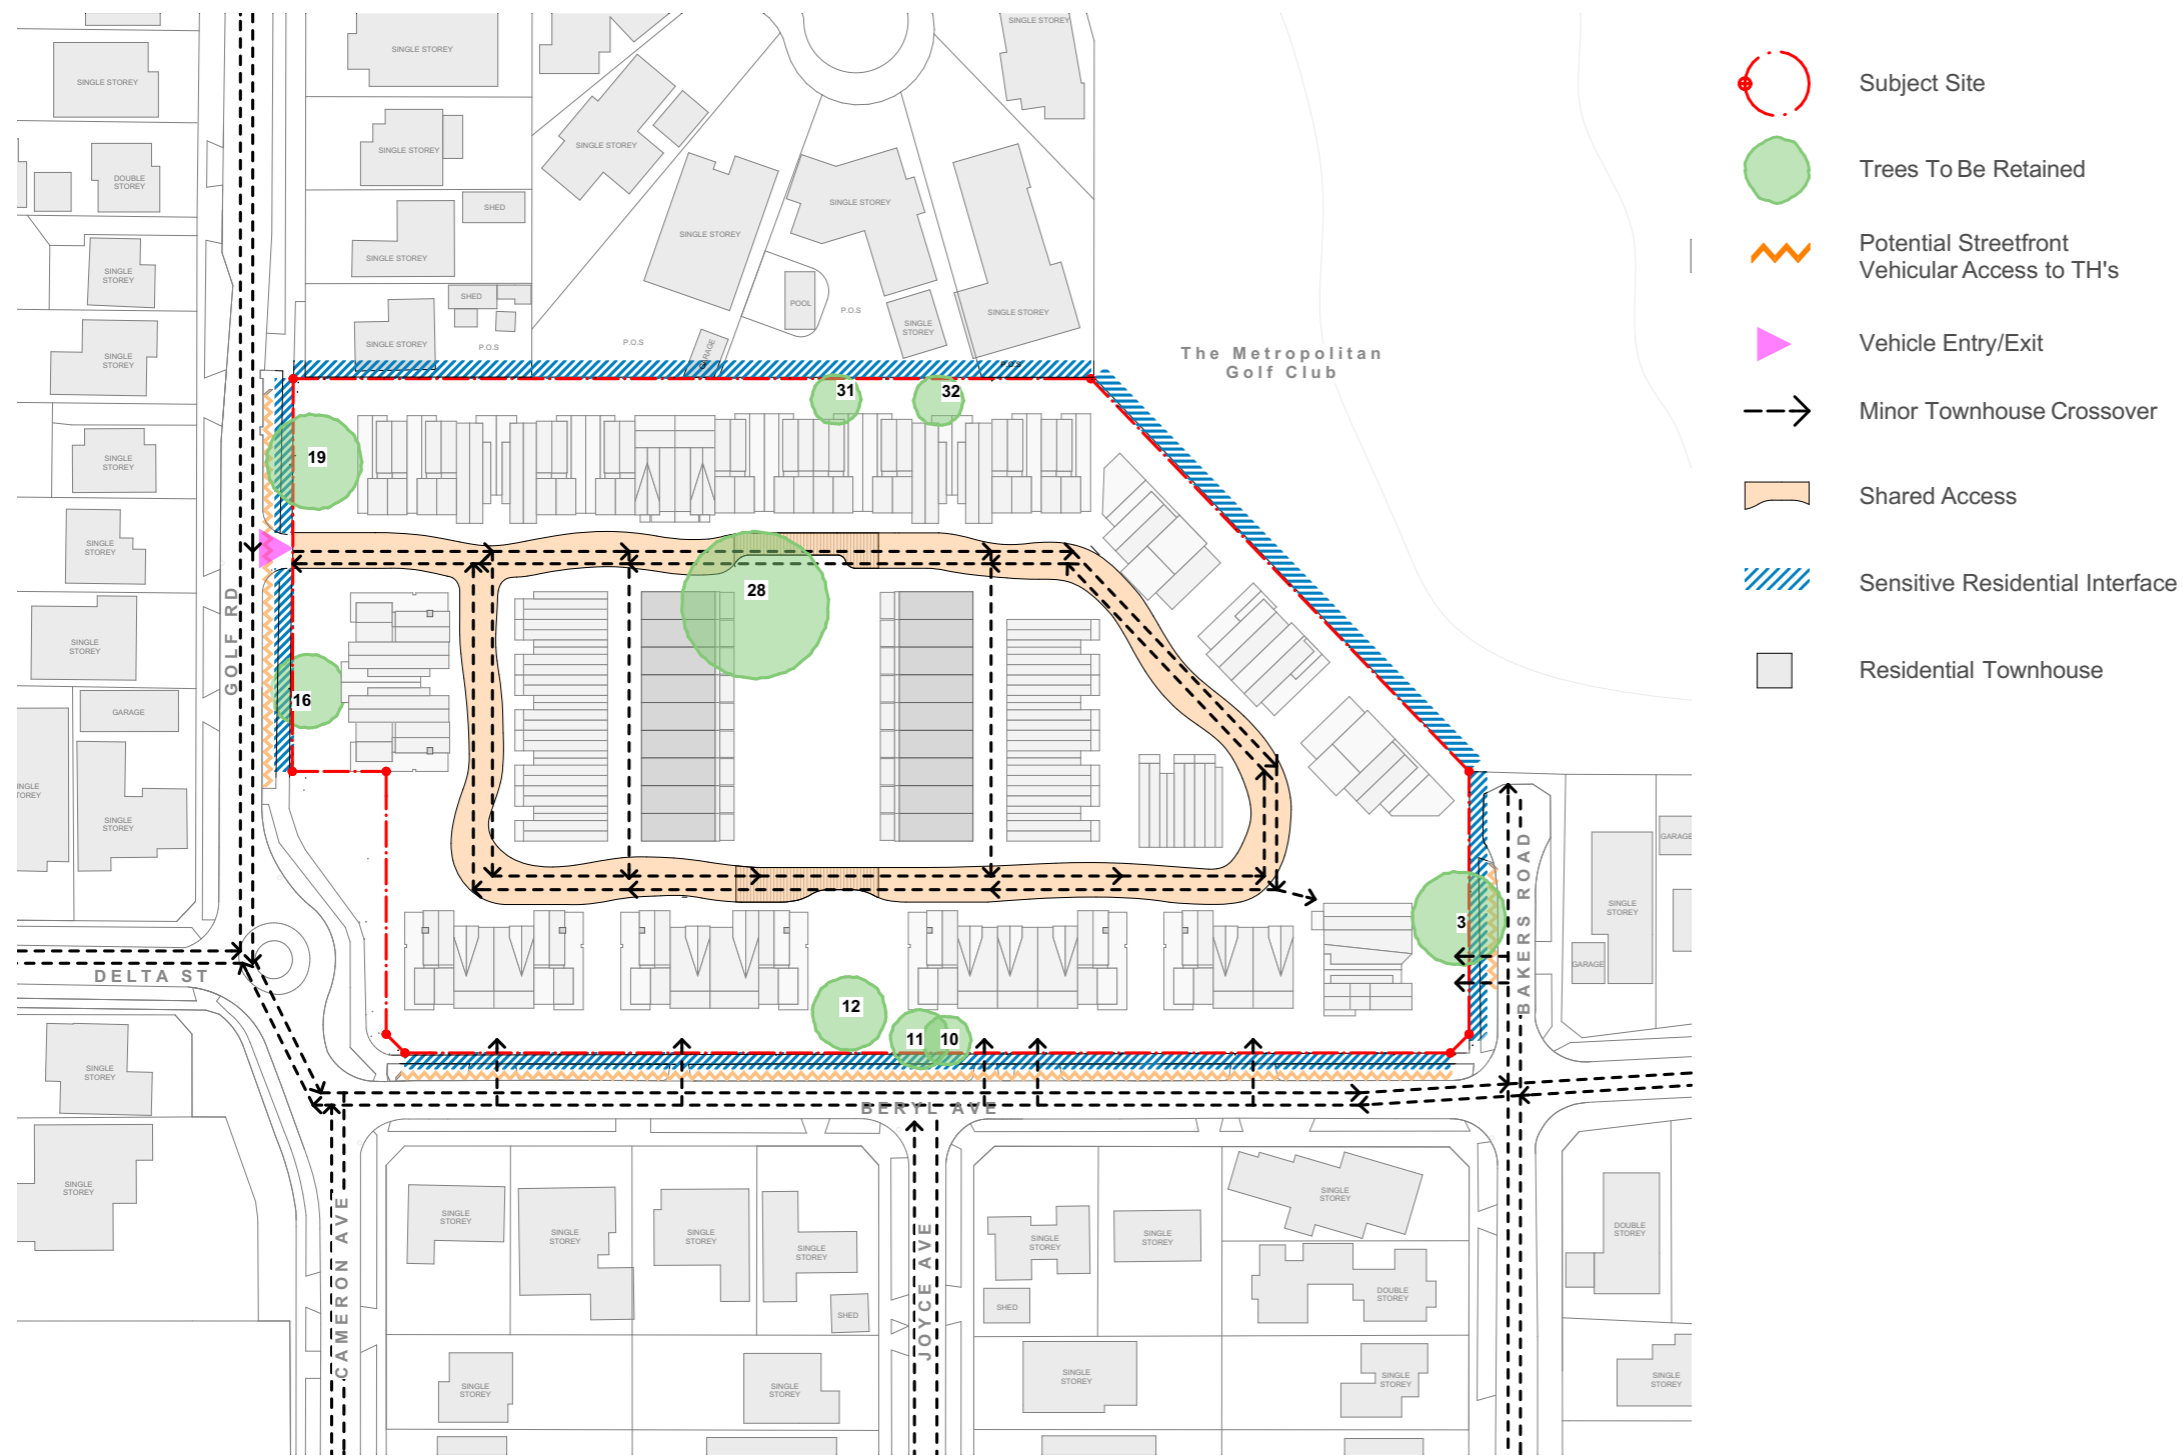 SINGLE STOREY
SINGLE STOREY
SINGLE STOREY
SINGLE STOREY
SINGLE STOREY
DOUBLE
STOREY
SHED
SINGLE STOREY
SINGLE STOREY
SINGLE STOREY
SINGLE
STOREY
SHED
POOL
P.O.S
SINGLE STOREY
SINGLE
STOREY
SINGLE STOREY
SINGLE
STOREY
P.O.S
P.O.S
GARAGE
P.O.S
The Metropolitan
Golf Club
31
32
19
SINGLE
STOREY
SINGLE
STOREY
28
GOLF RD
SINGLE
STOREY
16
GARAGE
SINGLE
STOREY
BAKERS ROAD
GARAGE
SINGLE
STOREY
3
GARAGE
DELTA ST
12
11
10
SINGLE
STOREY
BERYL AVE
SINGLE
STOREY
CAMERON AVE
SINGLE
STOREY
SINGLE
STOREY
SINGLE
STOREY
SINGLE
STOREY
SHED
JOYCE AVE
SINGLE
STOREY
SINGLE
STOREY
SHED
SINGLE
STOREY
DOUBLE
STOREY
DOUBLE
STOREY
SINGLE
STOREY
SINGLE
STOREY
SINGLE
STOREY
SINGLE
STOREY
SINGLE
STOREY
Subject Site
Trees To Be Retained
Potential Streetfront
Vehicular Access to TH's
Vehicle Entry/Exit
Minor Townhouse Crossover
Shared Access
Sensitive Residential Interface
Residential Townhouse